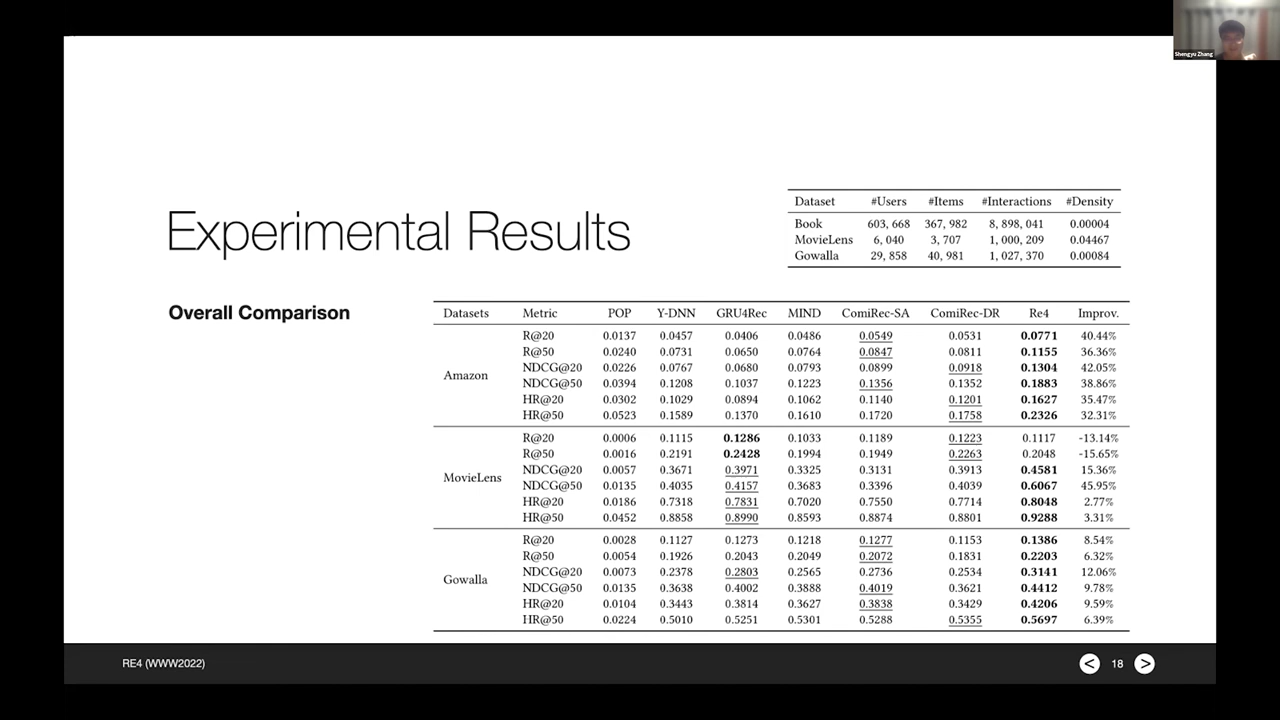 Shengyu Zhang
Experimental Results
Dataset #Users #Items #Interactions #Density
Book 603, 668 367, 982 8, 898, 041 0.00004
MovieLens 6, 040 3, 707 1, 000, 209 0.04467
Gowalla 29, 858 40, 981 1, 027, 370 0.00084
Overall Comparison
Datasets Metric POP Y-DNN GRU4Rec MIND ComiRec-SA ComiRec-DR Re4 Improv.
Amazon
R@20 0.0137 0.0457 0.0406 0.0486 0.0549 0.0531 0.0771 40.44%
R@50 0.0240 0.0731 0.0650 0.0764 0.0847 0.0811 0.1155 36.36%
NDCG@20 0.0226 0.0767 0.0680 0.0793 0.0899 0.0918 0.1304 42.05%
NDCG@50 0.0394 0.1208 0.1037 0.1223 0.1356 0.1352 0.1883 38.86%
HR@20 0.0302 0.1029 0.0894 0.1062 0.1140 0.1201 0.1627 35.47%
HR@50 0.0523 0.1589 0.1370 0.1610 0.1720 0.1758 0.2326 32.31%
MovieLens
R@20 0.0006 0.1115 0.1286 0.1033 0.1189 0.1223 0.1117 -13.14%
R@50 0.0016 0.2191 0.2428 0.1994 0.1949 0.2263 0.2048 -15.65%
NDCG@20 0.0057 0.3671 0.3971 0.3325 0.3131 0.3913 0.4581 15.36%
NDCG@50 0.0135 0.4035 0.4157 0.3683 0.3396 0.4039 0.6067 45.95%
HR@20 0.0186 0.7318 0.7831 0.7020 0.7550 0.7714 0.8048 2.77%
HR@50 0.0452 0.8858 0.8990 0.8593 0.8874 0.8801 0.9288 3.31%
Gowalla
R@20 0.0028 0.1127 0.1273 0.1218 0.1277 0.1153 0.1386 8.54%
R@50 0.0054 0.1926 0.2043 0.2049 0.2072 0.1831 0.2203 6.32%
NDCG@20 0.0073 0.2378 0.2803 0.2565 0.2736 0.2534 0.3141 12.06%
NDCG@50 0.0135 0.3638 0.4002 0.3888 0.4019 0.3621 0.4412 9.78%
HR@20 0.0104 0.3443 0.3814 0.3627 0.3838 0.3429 0.4206 9.59%
HR@50 0.0224 0.5010 0.5251 0.5301 0.5288 0.5355 0.5697 6.39%
RE4 (WWW2022)
< 18 >